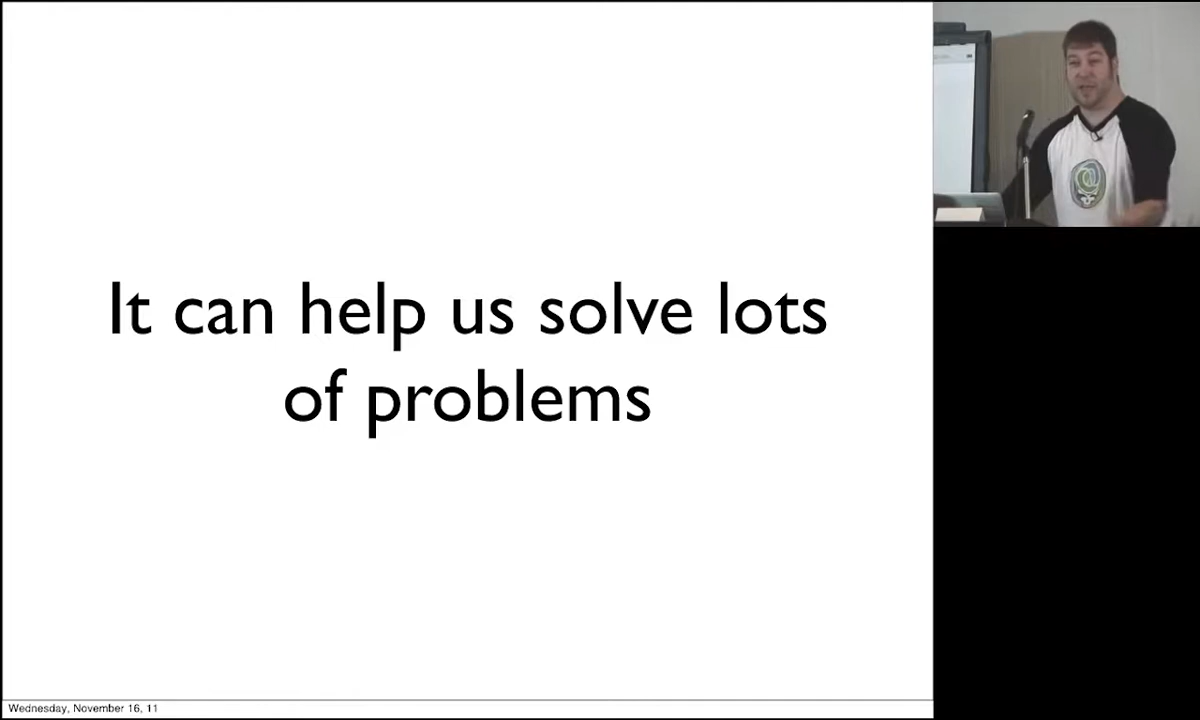 It can help us solve lots
of problems
Wednesday, November 16, 11